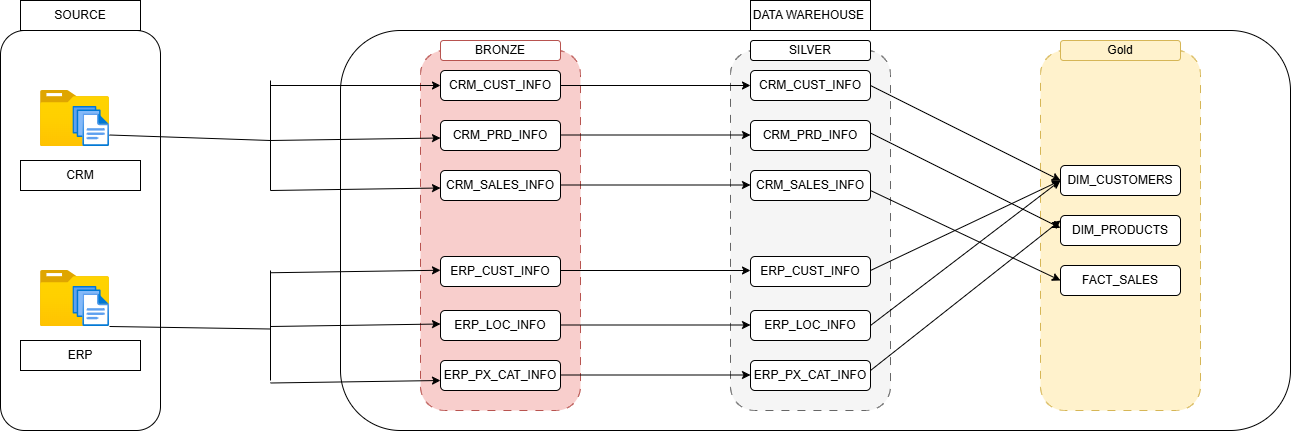 SOURCE
DATA WAREHOUSE
BRONZE
SILVER
Gold
CRM_CUST_INFO
CRM_CUST_INFO
CRM_PRD_INFO
CRM_PRD_INFO
CRM
CRM_SALES_INFO
CRM_SALES_INFO
DIM_CUSTOMERS
DIM_PRODUCTS
ERP_CUST_INFO
ERP_CUST_INFO
FACT_SALES
ERP_LOC_INFO
ERP_LOC_INFO
ERP
ERP_PX_CAT_INFO
ERP_PX_CAT_INFO